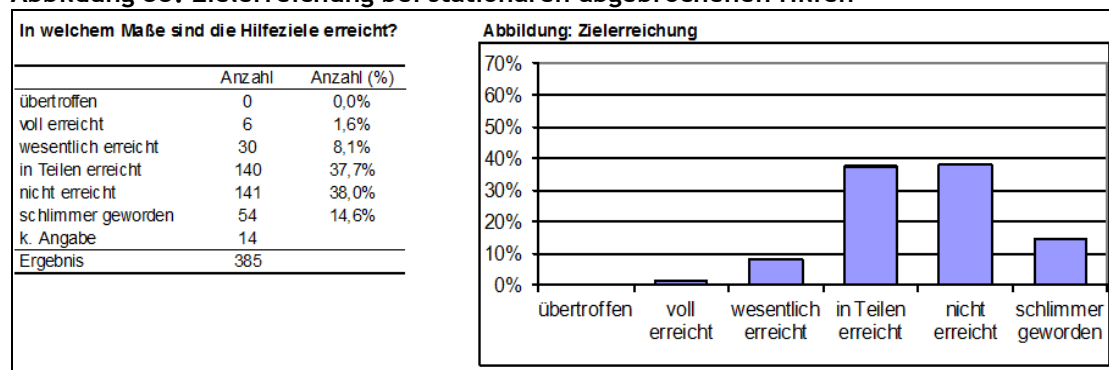 In welchem Maße sind die Hilfeziele erreicht?
Anzahl Anzahl (%)
übertroffen 0 0,0%
voll erreicht 6 1,6%
wesentlich erreicht 30 8,1%
in Teilen erreicht 140 37,7%
nicht erreicht 141 38,0%
schlimmer geworden 54 14,6%
k. Angabe 14
Ergebnis 385
Abbildung: Zielerreichung
70%
60%
50%
40%
30%
20%
10%
0%
übertroffen voll wesentlich in Teilen nicht schlimmer
erreicht erreicht erreicht erreicht geworden